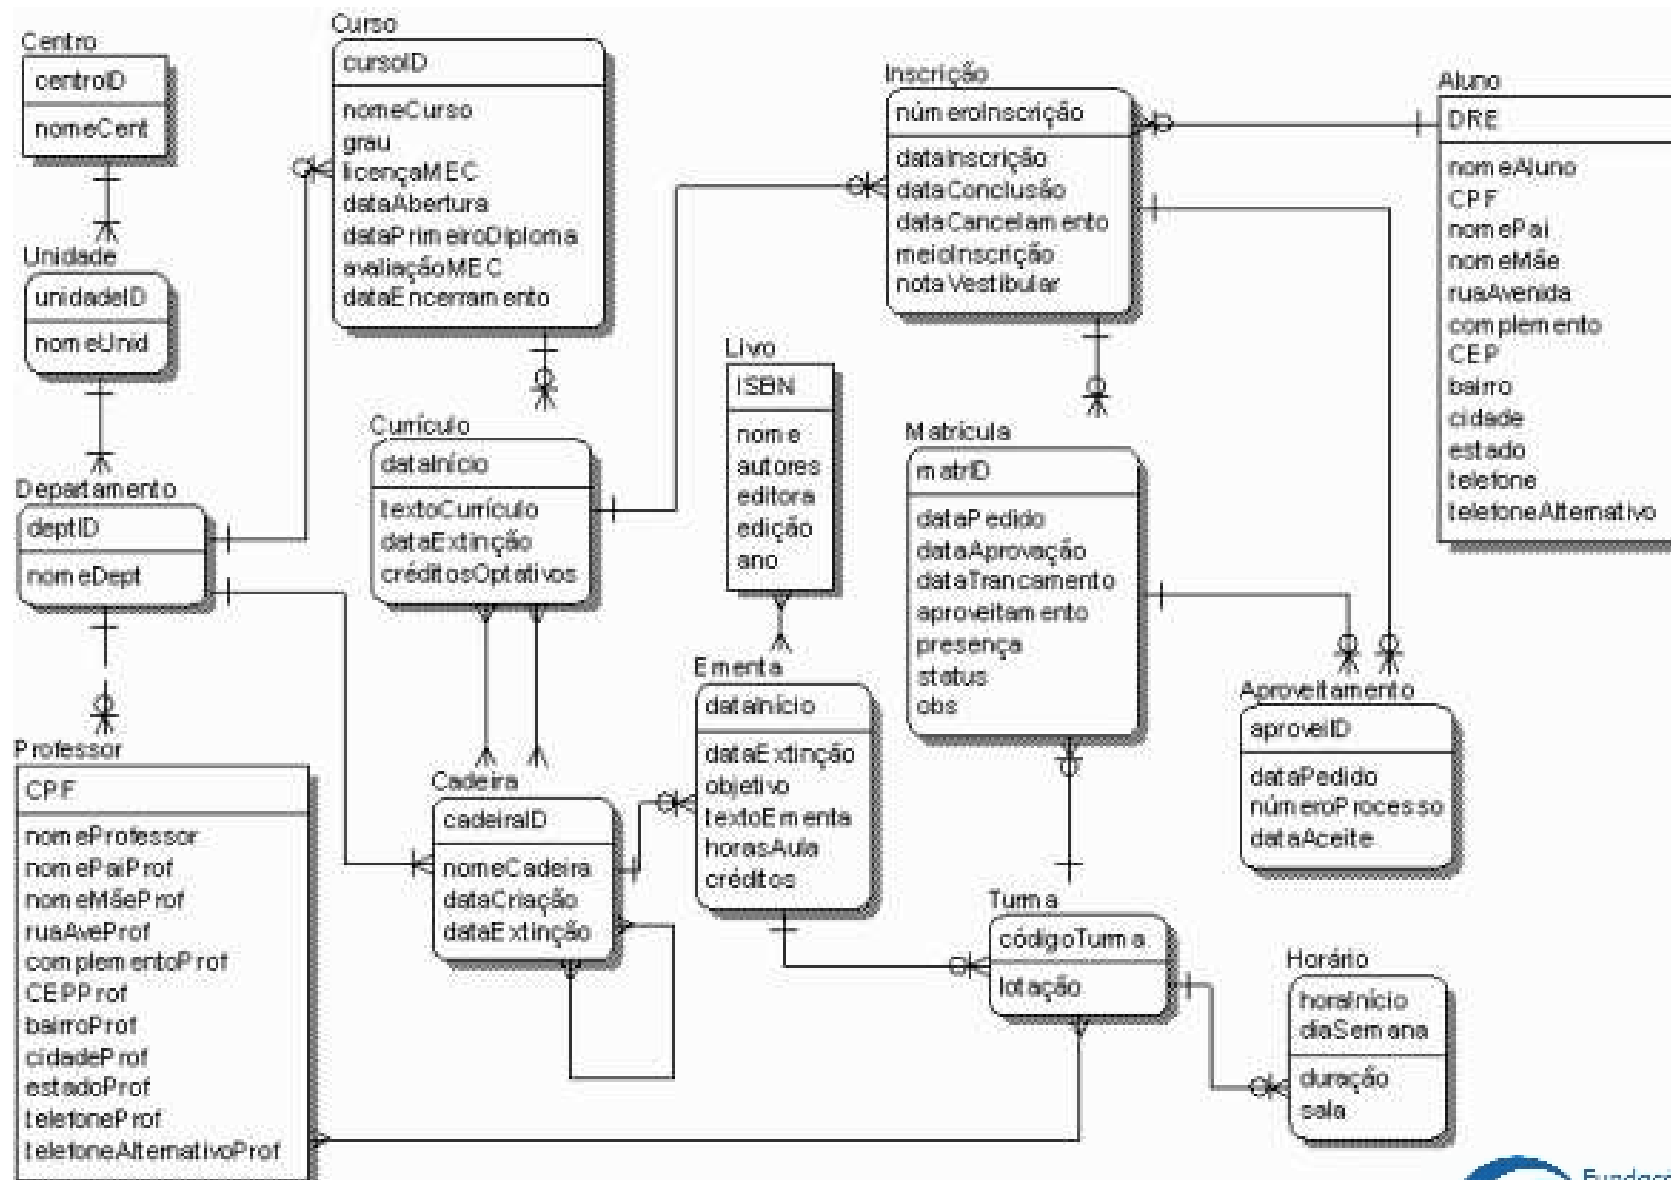 Centro
centroID
nomeCent
Unidade
unidadeID
nomeUnid
Departamento
deptID
nomeDept
Professor
CPF
nomeProfessor
nomePaiProf
nomeMãeProf
ruaAveProf
complementoProf
CEPProf
bairroProf
cidadeProf
estadoProf
telefoneProf
telefoneAlternativoProf
Curso
cursoID
nomeCurso
grau
licençaMEC
dataAbertura
dataPrimeiroDiploma
avaliaçãoMEC
dataEncerramento
Currículo
dataInício
textoCurrículo
dataExtinção
créditosOptativos
Cadeira
cadeiraID
nomeCadeira
dataCriação
dataExtinção
Livro
ISBN
nome
autores
editora
edição
ano
Ementa
dataInício
dataExtinção
objetivo
textoEmenta
horasAula
créditos
Inscrição
númeroInscrição
dataInscrição
dataConclusão
dataCancelamento
meioInscrição
notaVestibular
Matrícula
matrID
dataPedido
dataAprovação
dataTrancamento
aproveitamento
presença
status
obs
Turma
códigoTurma
lotação
Aluno
DRE
nomeAluno
CPF
nomePai
nomeMãe
ruaAvenida
complemento
CEP
bairro
cidade
estado
telefone
telefoneAlternativo
Aproveitamento
aproveiID
dataPedido
númeroProcesso
dataAceite
Horário
horaInício
diaSemana
duração
sala